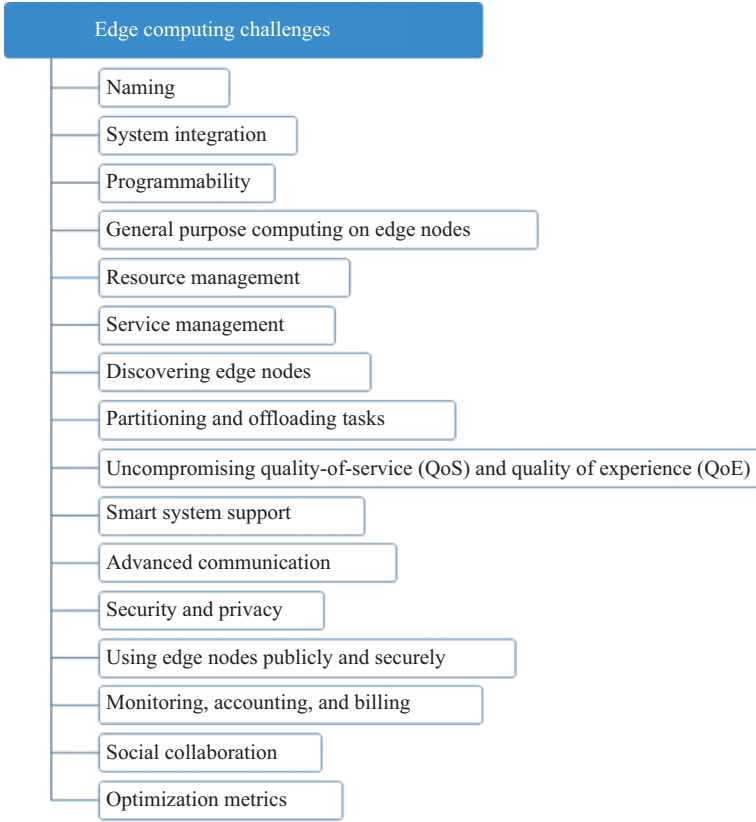 Edge computing challenges
Naming
System integration
Programmability
General purpose computing on edge nodes
Resource management
Service management
Discovering edge nodes
Partitioning and offloading tasks
Uncompromising quality-of-service (QoS) and quality of experience (QoE)
Smart system support
Advanced communication
Security and privacy
Using edge nodes publicly and securely
Monitoring, accounting, and billing
Social collaboration
Optimization metrics